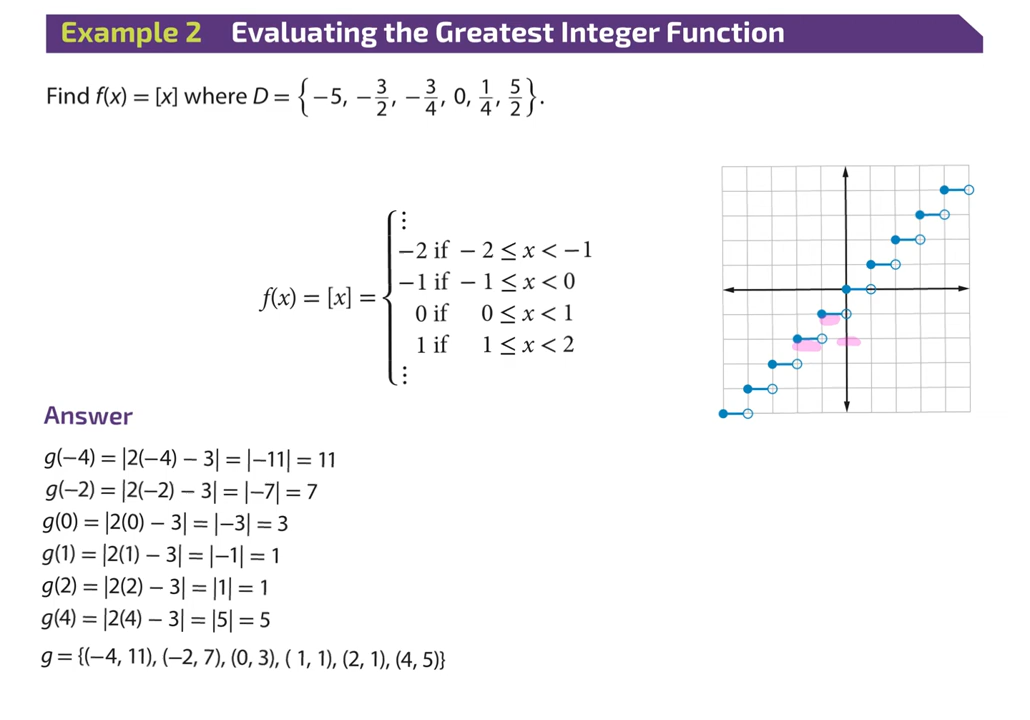 Example 2 Evaluating the Greatest Integer Function
Find f(x) = [x] where D = {−5, −3/2, −3/4, 0, 1/4, 5/2}.
⋮
−2 if − 2 ≤ x < −1
−1 if − 1 ≤ x < 0
f(x) = [x] =
0 if 0 ≤ x < 1
1 if 1 ≤ x < 2
⋮
Answer
g(−4) = |2(−4) − 3| = |−11| = 11
g(−2) = |2(−2) − 3| = |−7| = 7
g(0) = |2(0) − 3| = |−3| = 3
g(1) = |2(1) − 3| = |−1| = 1
g(2) = |2(2) − 3| = |1| = 1
g(4) = |2(4) − 3| = |5| = 5
g = {(−4, 11), (−2, 7), (0, 3), ( 1, 1), (2, 1), (4, 5)}